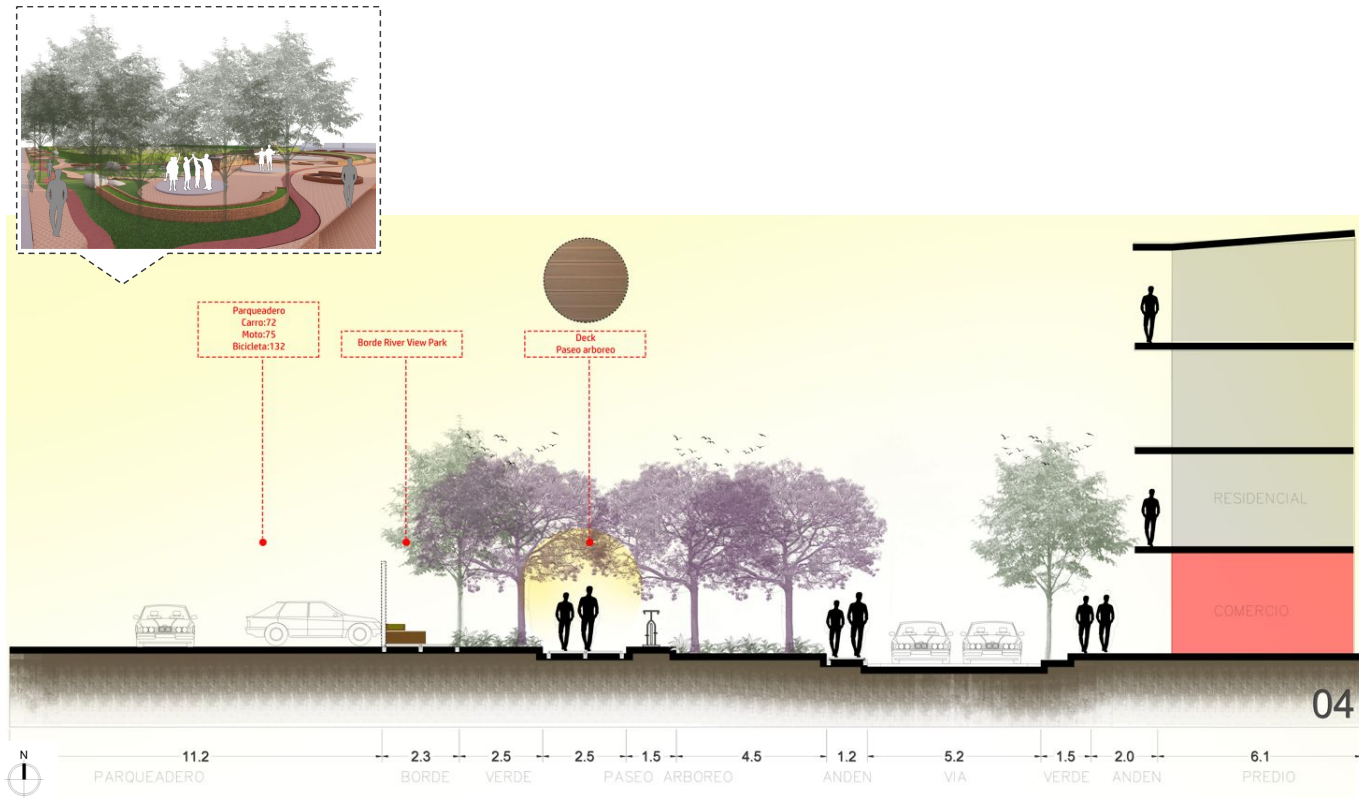 Parqueadero
Carro:72
Moto:75
Bicicleta:132
Borde River View Park
Deck
Paseo arboreo
RESIDENCIAL
COMERCIO
04
N
11.2
2.3
2.5
2.5
1.5
4.5
1.2
5.2
1.5
2.0
6.1
PARQUEADERO
BORDE
VERDE
PASEO ARBOREO
ANDEN
VIA
VERDE
ANDEN
PREDIO